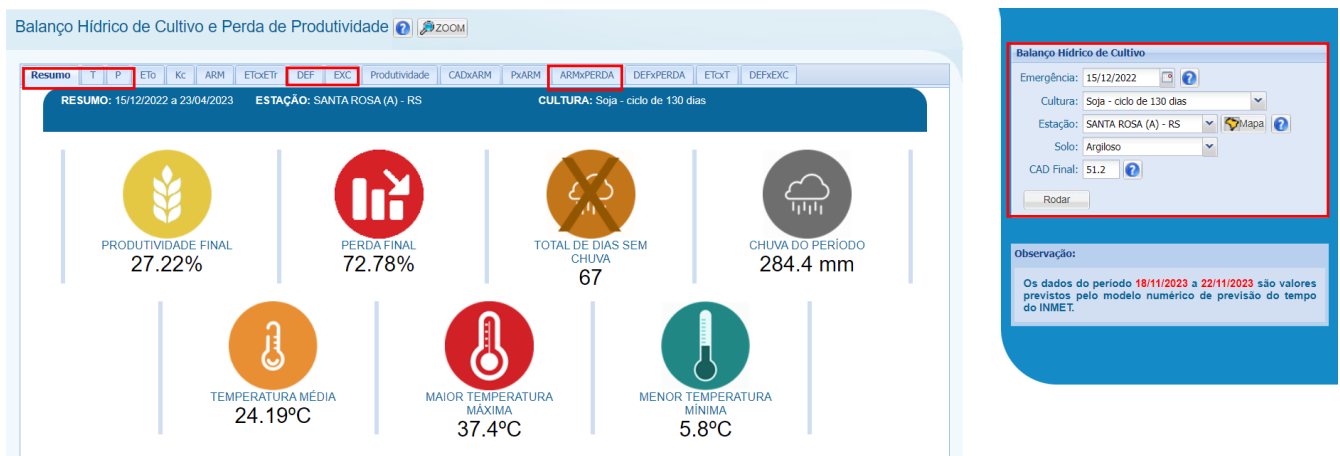 Balanço Hídrico de Cultivo e Perda de Produtividade ? ZOOM
Resumo T P ETo Kc ARM ETcxETr DEF EXC Produtividade CADxARM PxARM ARMxPERDA DEFxPERDA ETcxT DEFxEXC
RESUMO: 15/12/2022 a 23/04/2023 ESTAÇÃO: SANTA ROSA (A) - RS CULTURA: Soja - ciclo de 130 dias
PRODUTIVIDADE FINAL
27.22%
PERDA FINAL
72.78%
TOTAL DE DIAS SEM
CHUVA
67
CHUVA DO PERÍODO
284.4 mm
TEMPERATURA MÉDIA
24.19ºC
MAIOR TEMPERATURA
MÁXIMA
37.4ºC
MENOR TEMPERATURA
MÍNIMA
5.8ºC
Balanço Hídrico de Cultivo
Emergência: 15/12/2022 ?
Cultura: Soja - ciclo de 130 dias
Estação: SANTA ROSA (A) - RS Mapa ?
Solo: Argiloso
CAD Final: 51.2 ?
Rodar
Observação:
Os dados do período 18/11/2023 a 22/11/2023 são valores
previstos pelo modelo numérico de previsão do tempo
do INMET.